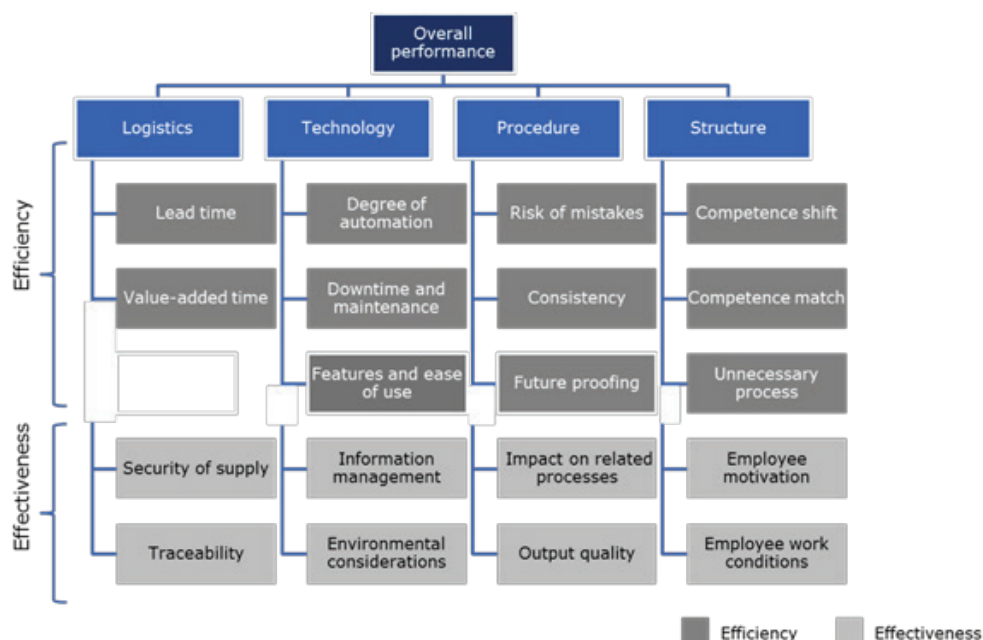 Overall
performance
Logistics
Technology
Procedure
Structure
Efficiency
Lead time
Degree of
automation
Risk of mistakes
Competence shift
Value-added time
Downtime and
maintenance
Consistency
Competence match
Features and ease
of use
Future proofing
Unnecessary
process
Effectiveness
Security of supply
Information
management
Impact on related
processes
Employee
motivation
Traceability
Environmental
considerations
Output quality
Employee work
conditions
Efficiency
Effectiveness